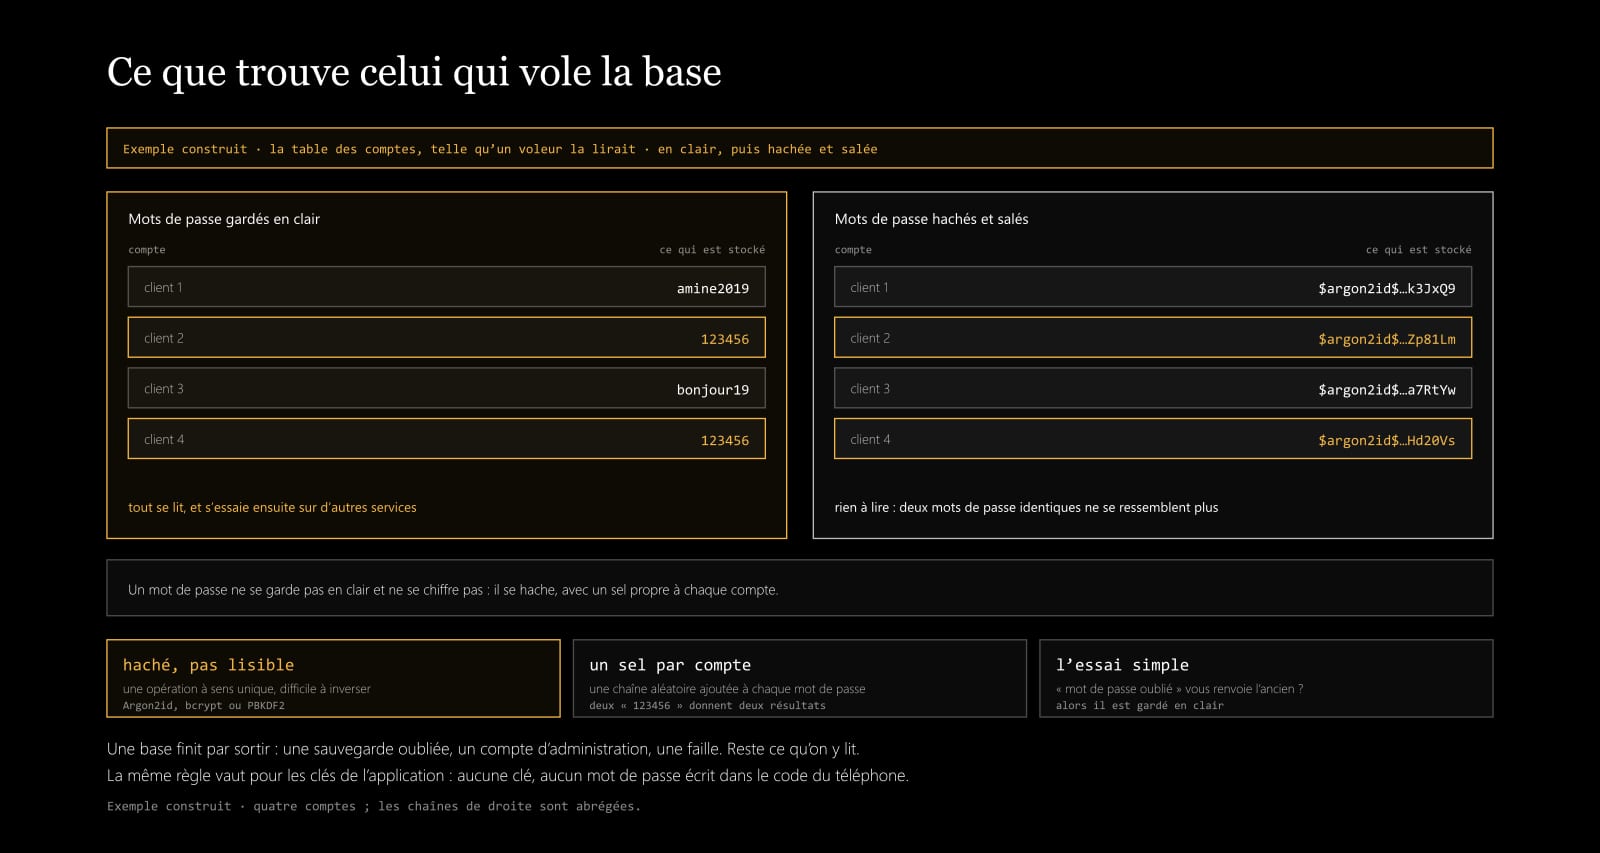 Ce que trouve celui qui vole la base
Exemple construit · la table des comptes, telle qu’un voleur la lirait · en clair, puis hachée et salée
Mots de passe gardés en clair
compte ce qui est stocké
client 1 amine2019
client 2 123456
client 3 bonjour19
client 4 123456
tout se lit, et s’essaie ensuite sur d’autres services
Mots de passe hachés et salés
compte ce qui est stocké
client 1 $argon2id$…k3JxQ9
client 2 $argon2id$…Zp81Lm
client 3 $argon2id$…a7RtYw
client 4 $argon2id$…Hd20Vs
rien à lire : deux mots de passe identiques ne se ressemblent plus
Un mot de passe ne se garde pas en clair et ne se chiffre pas : il se hache, avec un sel propre à chaque compte.
haché, pas lisible
une opération à sens unique, difficile à inverser
Argon2id, bcrypt ou PBKDF2
un sel par compte
une chaîne aléatoire ajoutée à chaque mot de passe
deux « 123456 » donnent deux résultats
l’essai simple
« mot de passe oublié » vous renvoie l’ancien ?
alors il est gardé en clair
Une base finit par sortir : une sauvegarde oubliée, un compte d’administration, une faille. Reste ce qu’on y lit.
La même règle vaut pour les clés de l’application : aucune clé, aucun mot de passe écrit dans le code du téléphone.
Exemple construit · quatre comptes ; les chaînes de droite sont abrégées.